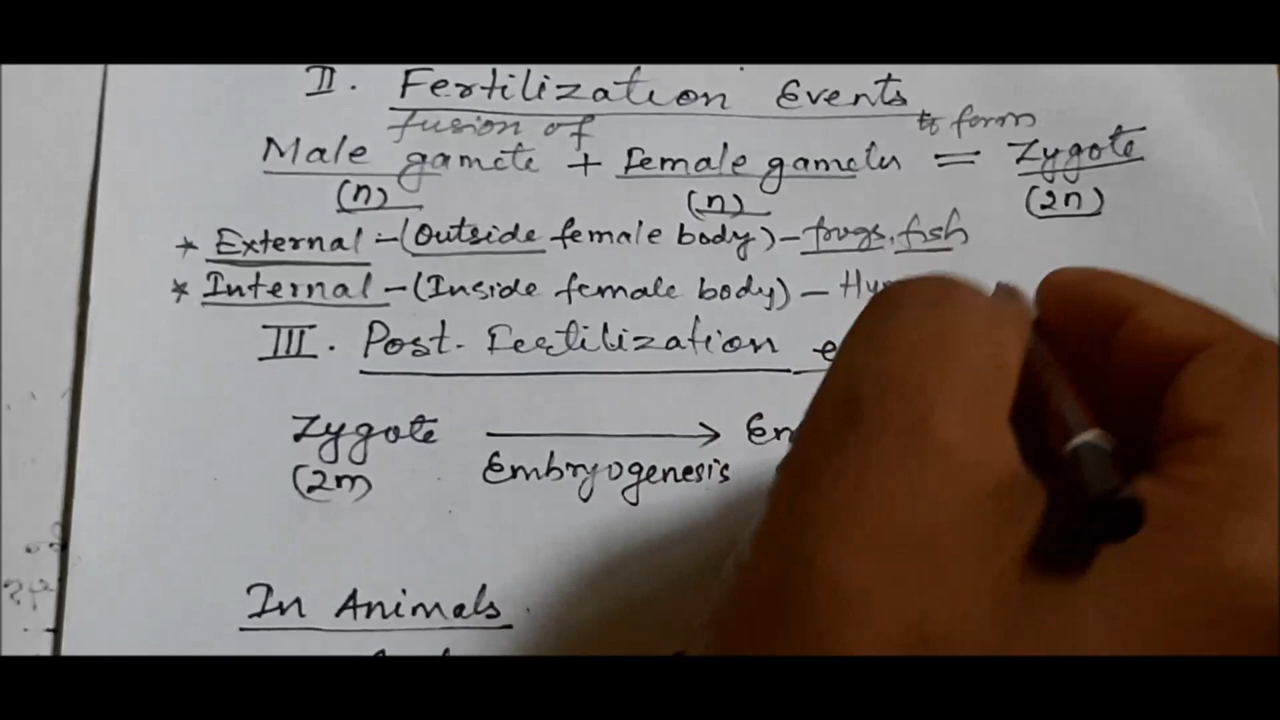 II. Fertilization Events
fusion of to form
Male gamete + Female gametes = Zygote
(n) (n) (2n)
* External - (Outside female body) - frogs, fish
* Internal - (Inside female body) - Hu
III. Post-Fertilization e
Zygote → En
(2n) Embryogenesis
In Animals